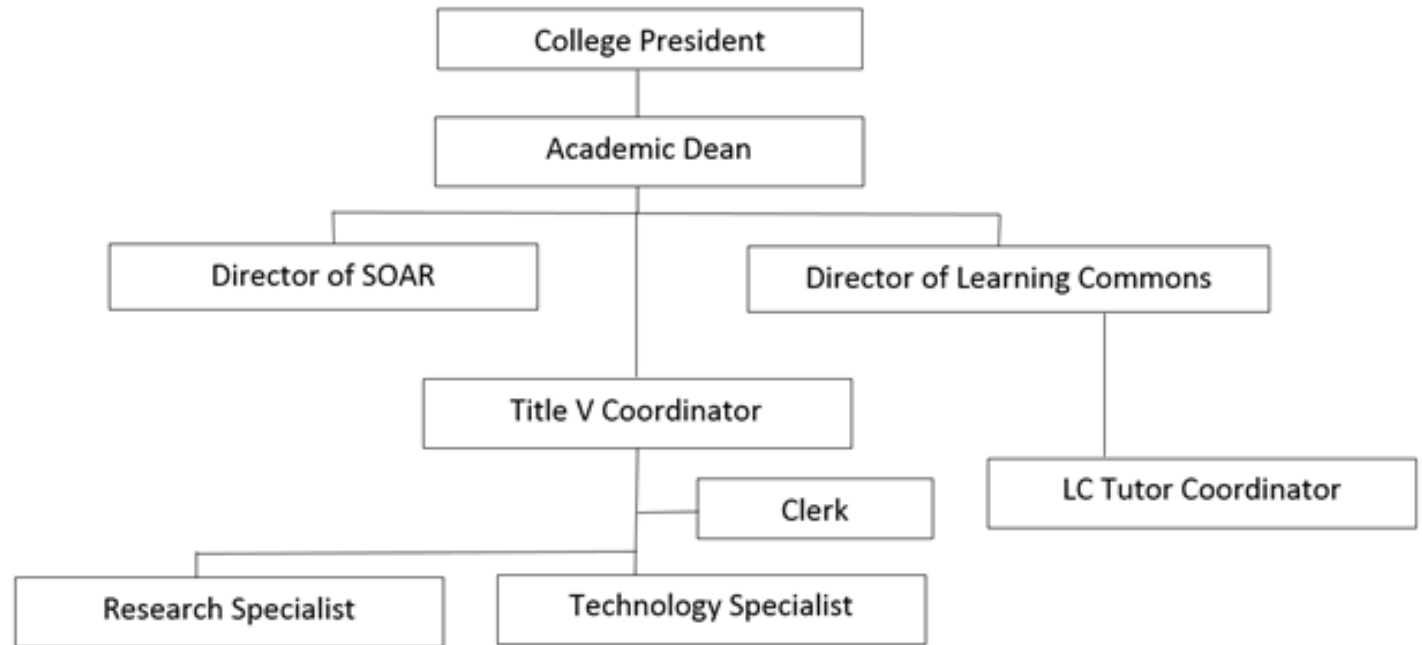 College President
Academic Dean
Director of SOAR
Director of Learning Commons
Title V Coordinator
LC Tutor Coordinator
Clerk
Research Specialist
Technology Specialist